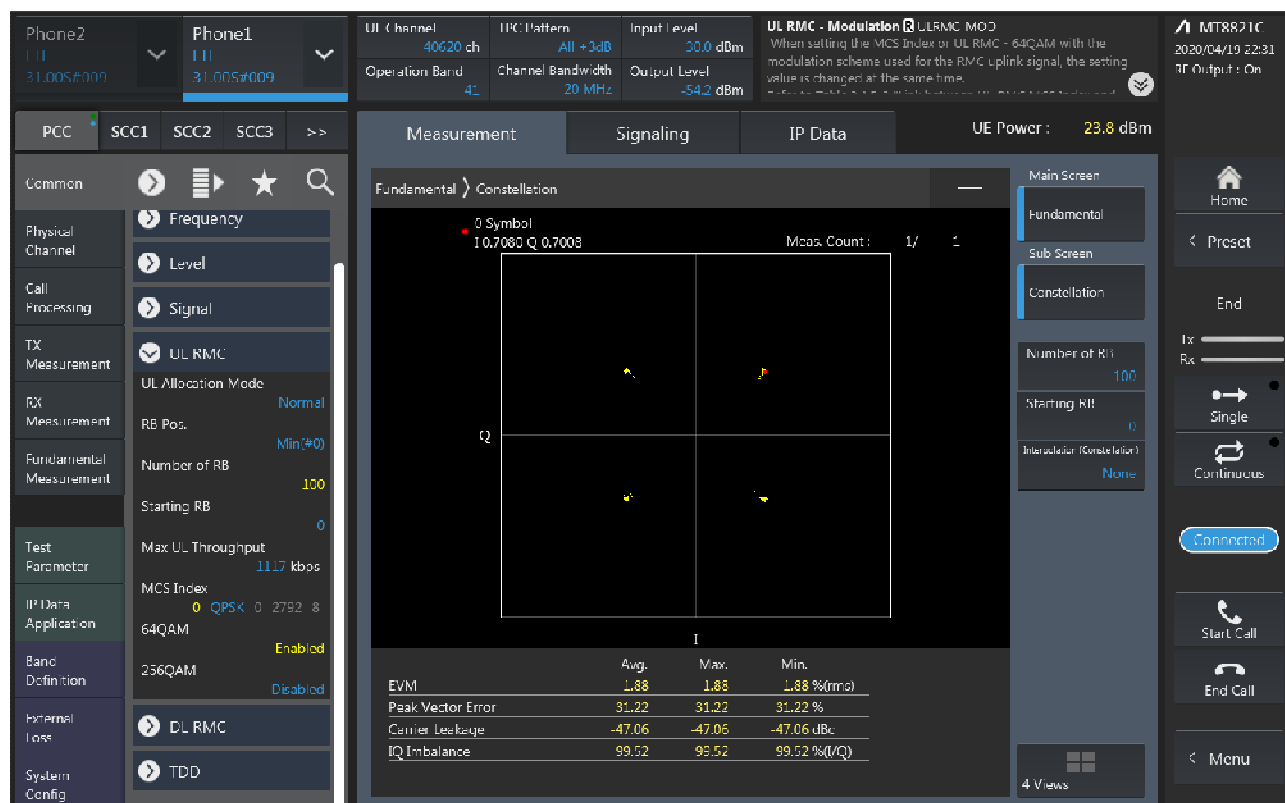 Phone2
31.005#009
Phone1
31.005#009
UL Channel
40620 ch
TPC Pattern
All +3dB
Input Level
30.0 dBm
Operation Band
41
Channel Bandwidth
20 MHz
Output Level
-54.2 dBm
UL RMC - Modulation ULRMC_MOD
When setting the MCS Index or UL RMC - 64QAM with the
modulation scheme used for the RMC uplink signal, the setting
value is changed at the same time.
MT8821C
2020/04/19 22:31
RF Output : On
PCC
SCC1
SCC2
SCC3
>>
Measurement
Signaling
IP Data
UE Power :
23.8 dBm
Common
Physical
Channel
Call
Processing
TX
Measurement
RX
Measurement
Fundamental
Measurement
Test
Parameter
IP Data
Application
Band
Definition
External
Loss
System
Config
Frequency
Level
Signal
UL RMC
UL Allocation Mode
Normal
RB Pos.
Min(#0)
Number of RB
100
Starting RB
0
Max UL Throughput
1117 kbps
MCS Index
0 QPSK 0 2792 8
64QAM
Enabled
256QAM
Disabled
DL RMC
TDD
Fundamental ⟩ Constellation
0 Symbol
I 0.7080 Q 0.7008
Meas. Count : 1/ 1
Q
I
Avg. Max. Min.
EVM 1.88 1.88 1.88 %(rms)
Peak Vector Error 31.22 31.22 31.22 %
Carrier Leakage -47.06 -47.06 -47.06 dBc
IQ Imbalance 99.52 99.52 99.52 %(I/Q)
Main Screen
Fundamental
Sub Screen
Constellation
Number of RB
100
Starting RB
0
Interpolation (Constellation)
None
4 Views
Home
< Preset
End
Tx
Rx
Single
Continuous
Connected
Start Call
End Call
< Menu